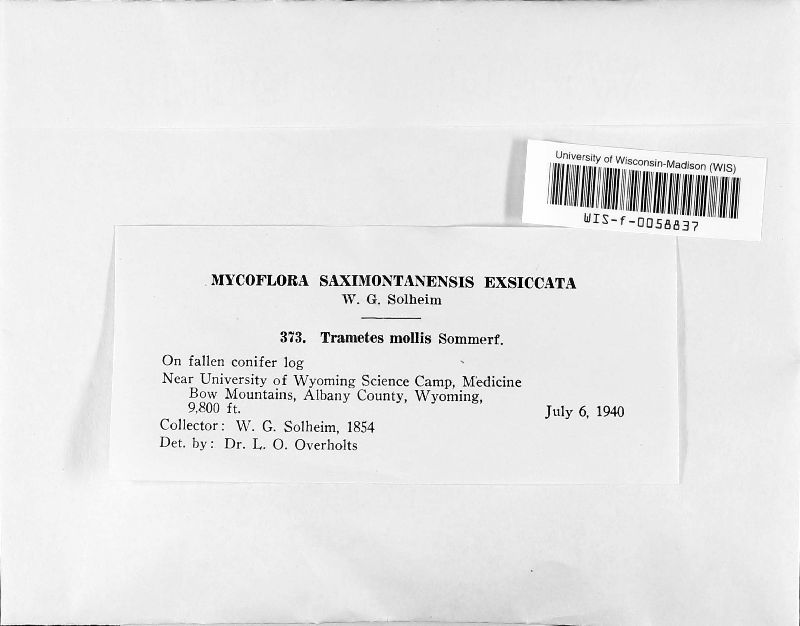 University of Wisconsin-Madison (WIS)
WIS-f-0058837
MYCOFLORA SAXIMONTANENSIS EXSICCATA
W. G. Solheim
373. Trametes mollis Sommerf.
On fallen conifer log
Near University of Wyoming Science Camp, Medicine
Bow Mountains, Albany County, Wyoming,
9,800 ft. July 6, 1940
Collector: W. G. Solheim, 1854
Det. by: Dr. L. O. Overholts